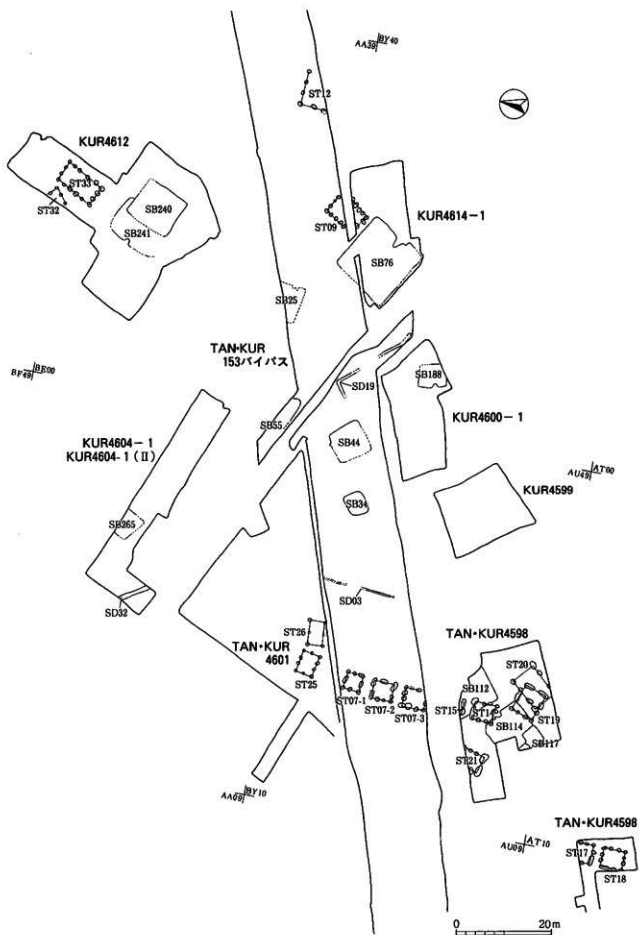 BY40
AA39
ST12
KUR4612
ST33
ST32
SB240
SB241
ST09
KUR4614-1
SB76
SB25
TAN・KUR
153バイパス
SD19
SB188
BE00
BF49
SB55
KUR4600-1
KUR4604-1
KUR4604-1(II)
SB44
AT00
AU49
KUR4599
SB34
SB265
SD32
SD03
ST26
TAN・KUR
4601
ST25
TAN・KUR4598
ST20
ST07-1
ST07-2
ST07-3
SB112
ST15
ST14
ST19
SB114
SB117
ST21
BY10
AA09
AT10
AU09
TAN・KUR4598
ST17
ST18
0
20m